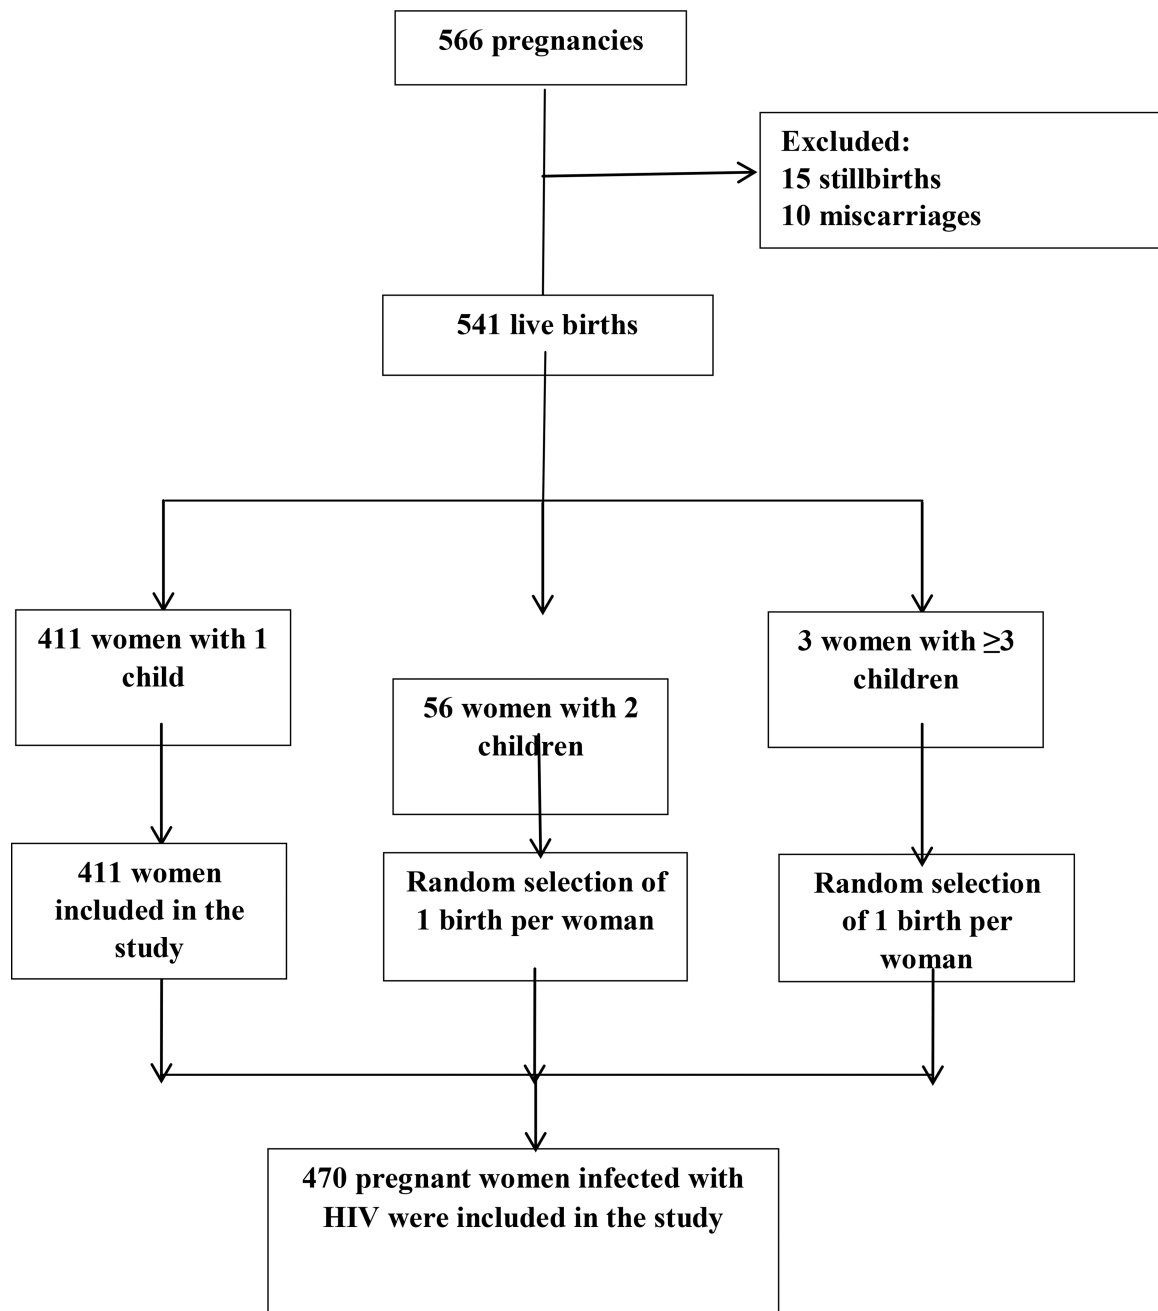 566 pregnancies
Excluded:
15 stillbirths
10 miscarriages
541 live births
411 women with 1
child
56 women with 2
children
3 women with ≥3
children
411 women
included in the
study
Random selection of
1 birth per woman
Random selection
of 1 birth per
woman
470 pregnant women infected with
HIV were included in the study